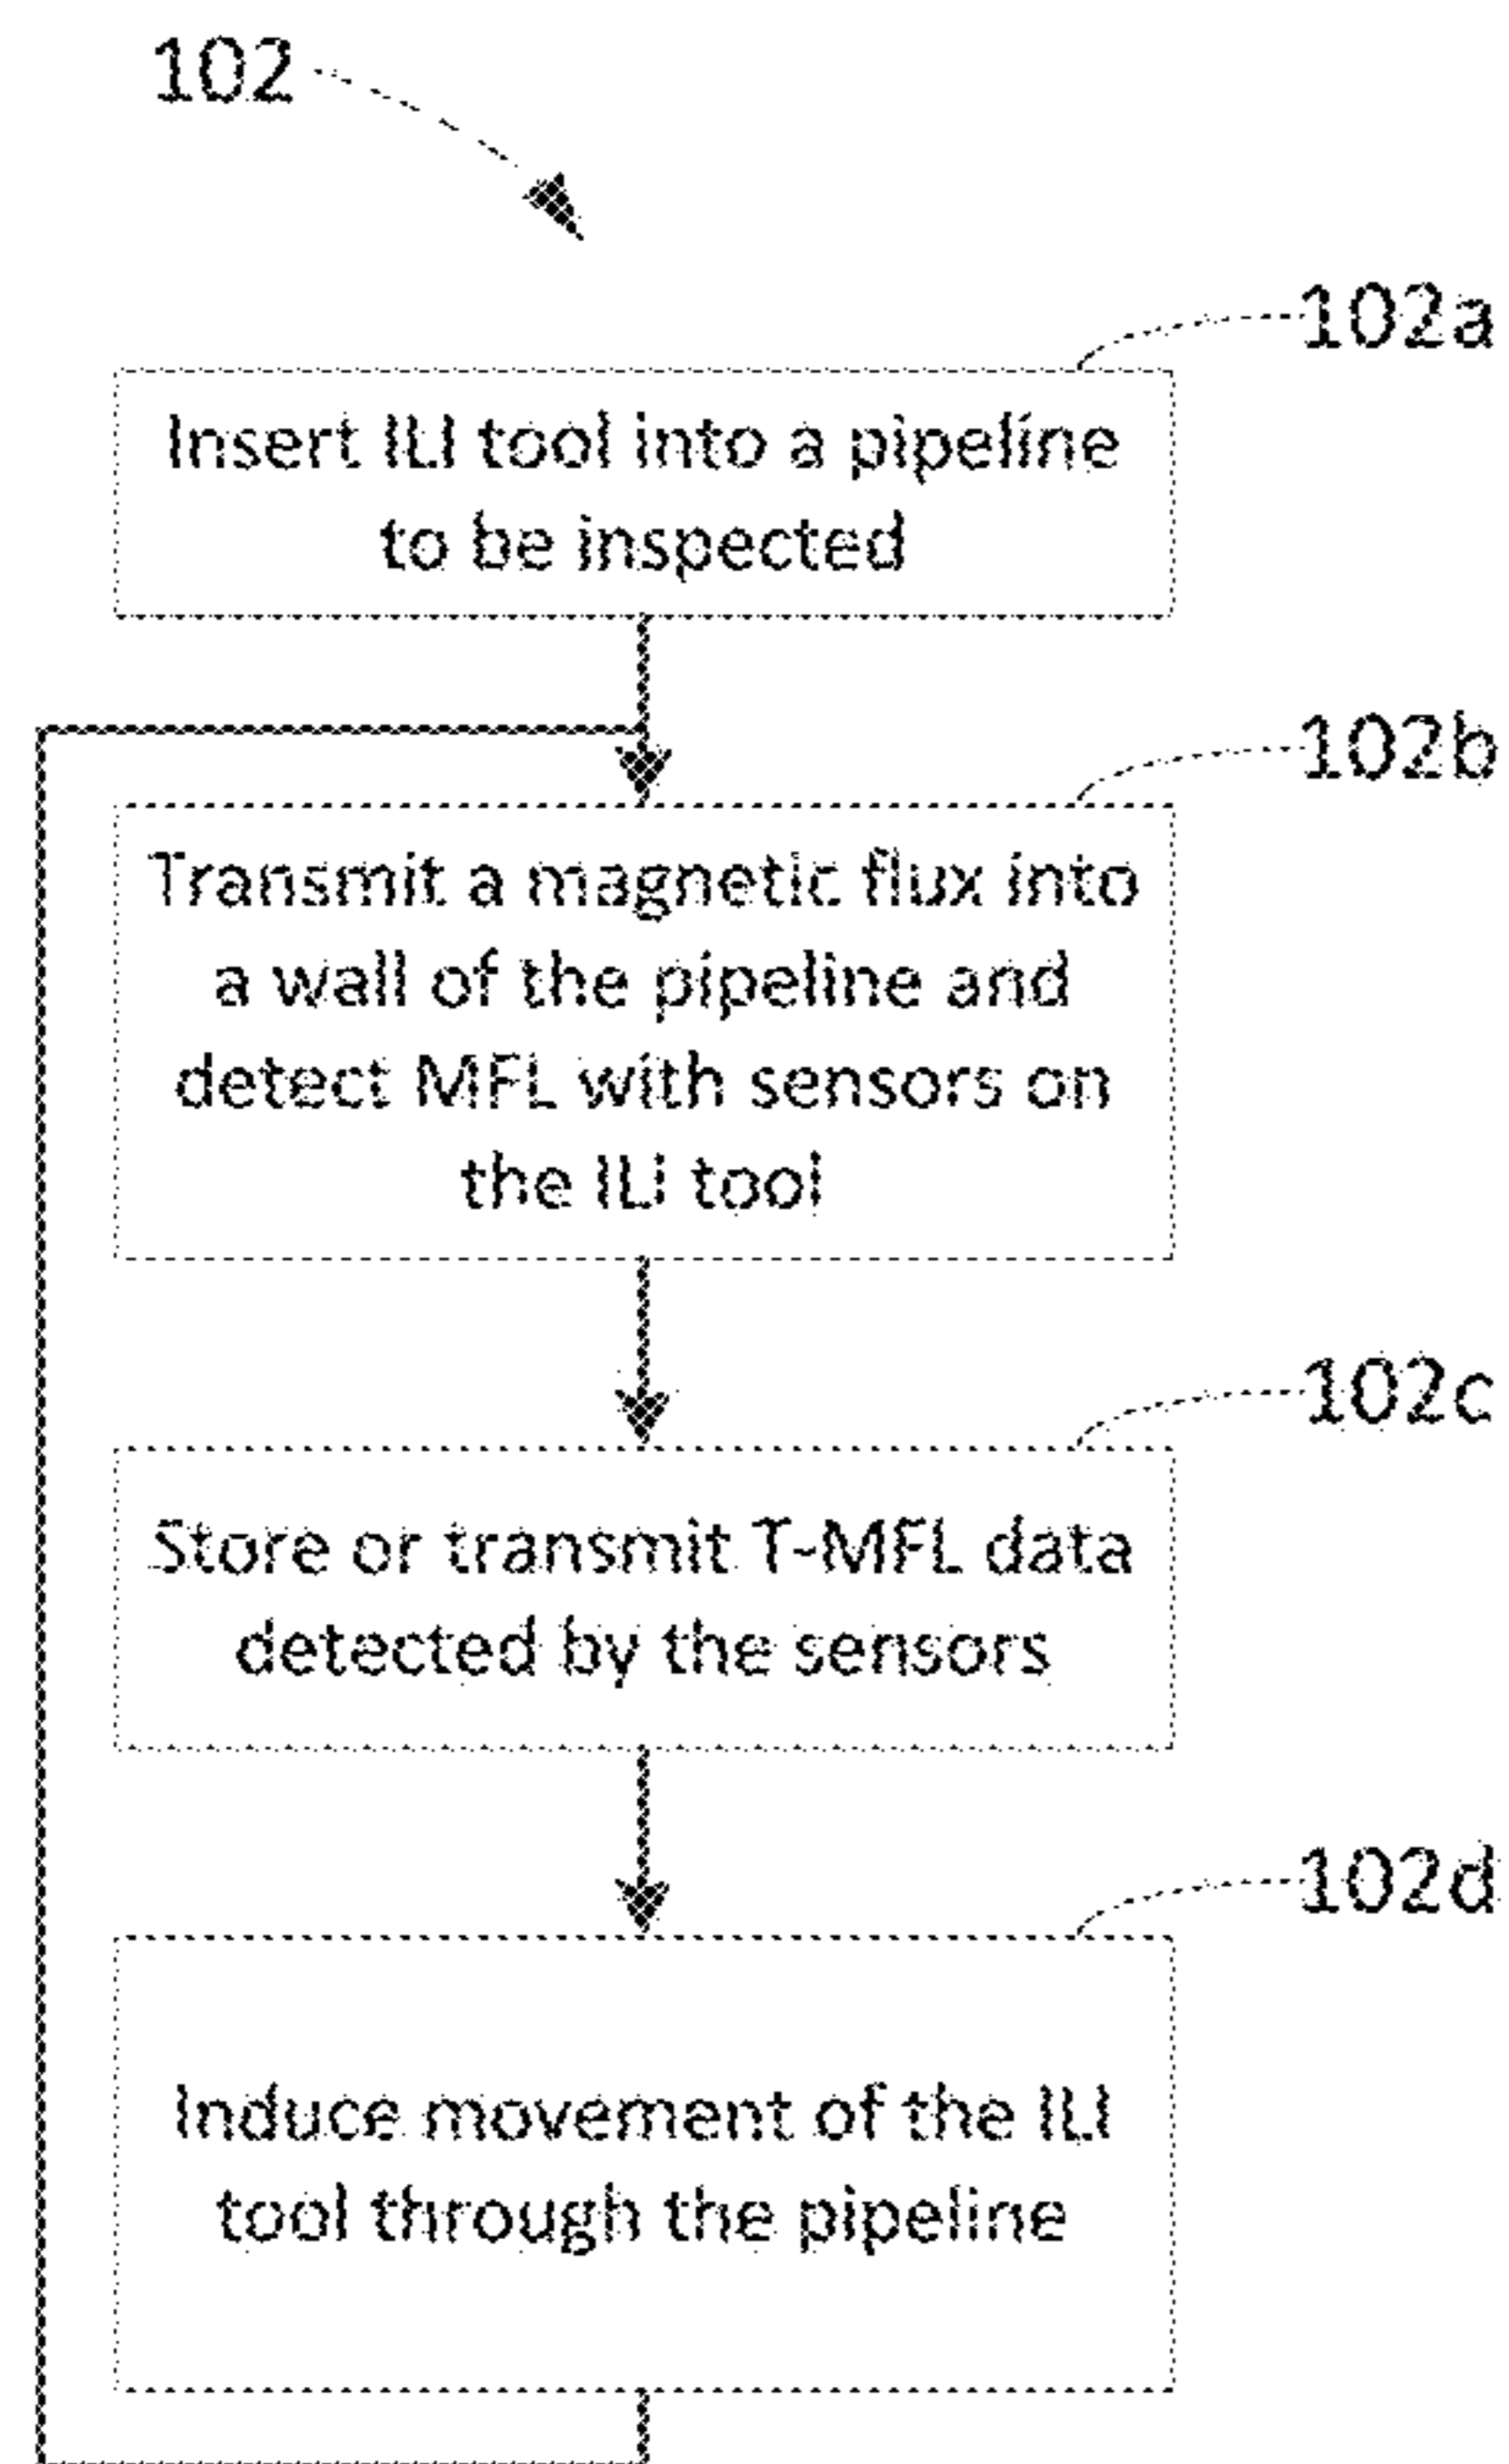 102
102a
Insert ILI tool into a pipeline
to be inspected
102b
Transmit a magnetic flux into
a wall of the pipeline and
detect MFL with sensors on
the ILI tool
102c
Store or transmit T-MFL data
detected by the sensors
102d
Induce movement of the ILI
tool through the pipeline